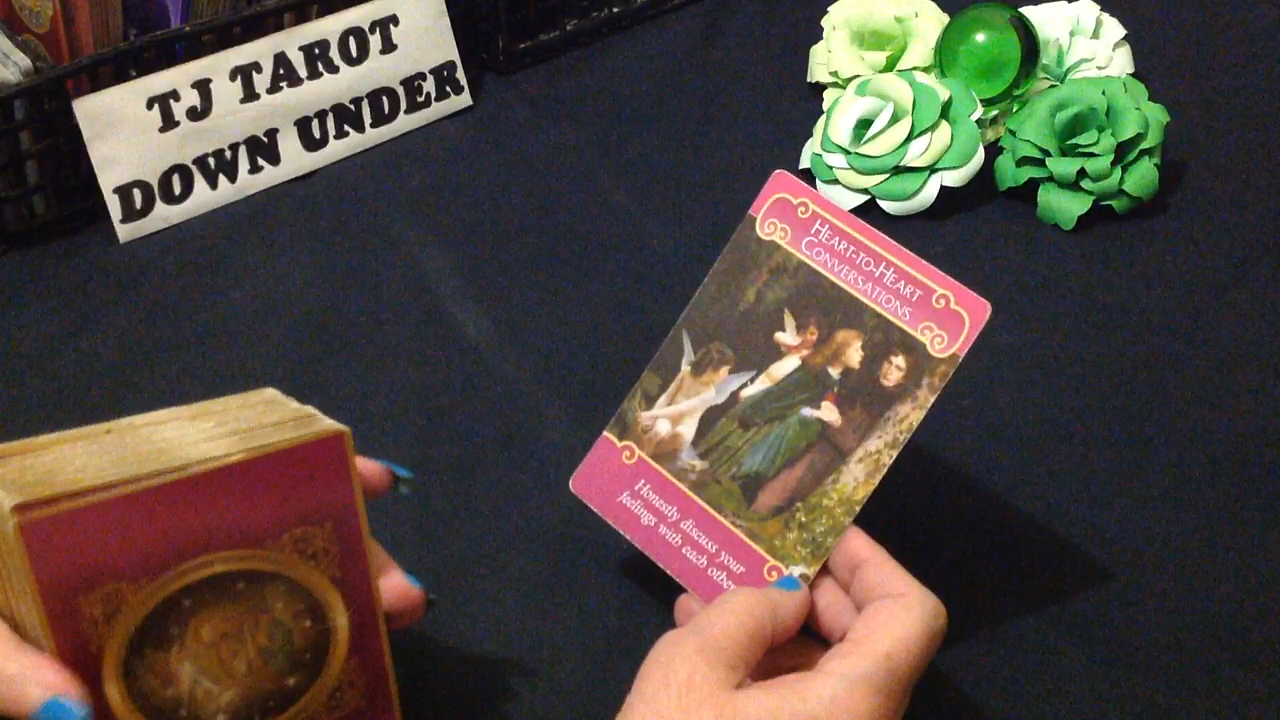 TJ TAROT
DOWN UNDER
HEART-TO-HEART
CONVERSATIONS
Honestly discuss your
feelings with each other.